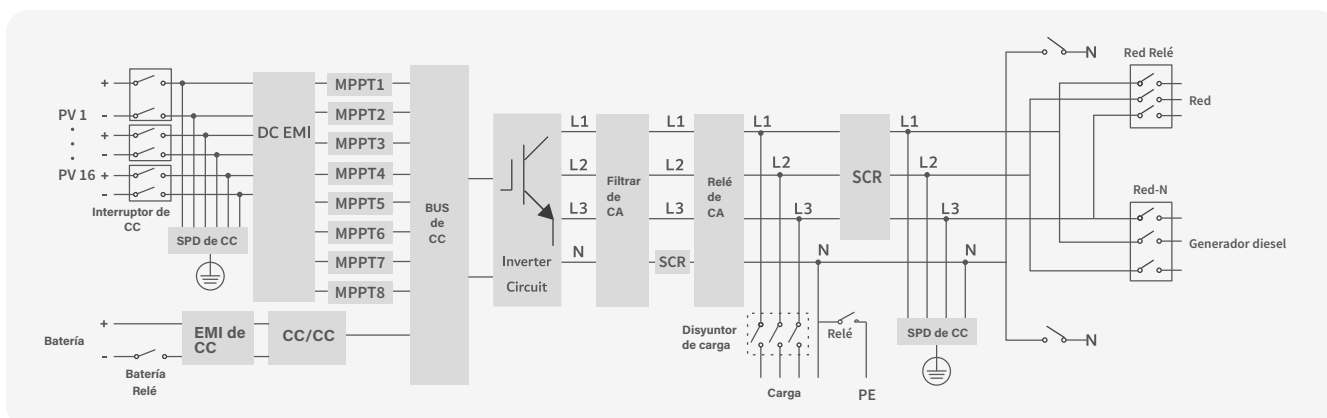 +
PV 1
-
+
-
PV 16
+
-
Interruptor de
CC
SPD de CC
DC EMI
MPPT1
MPPT2
MPPT3
MPPT4
MPPT5
MPPT6
MPPT7
MPPT8
Batería
+
-
Batería
Relé
EMI de
CC
CC/CC
BUS
de
CC
Inverter
Circuit
L1
L2
L3
N
Filtrar
de
CA
L1
L2
L3
SCR
Relé
de
CA
L1
L2
L3
N
SCR
Disyuntor
de carga
Carga
Relé
PE
L1
L2
L3
N
SPD de CC
N
N
Red Relé
Red
Red-N
Generador diesel